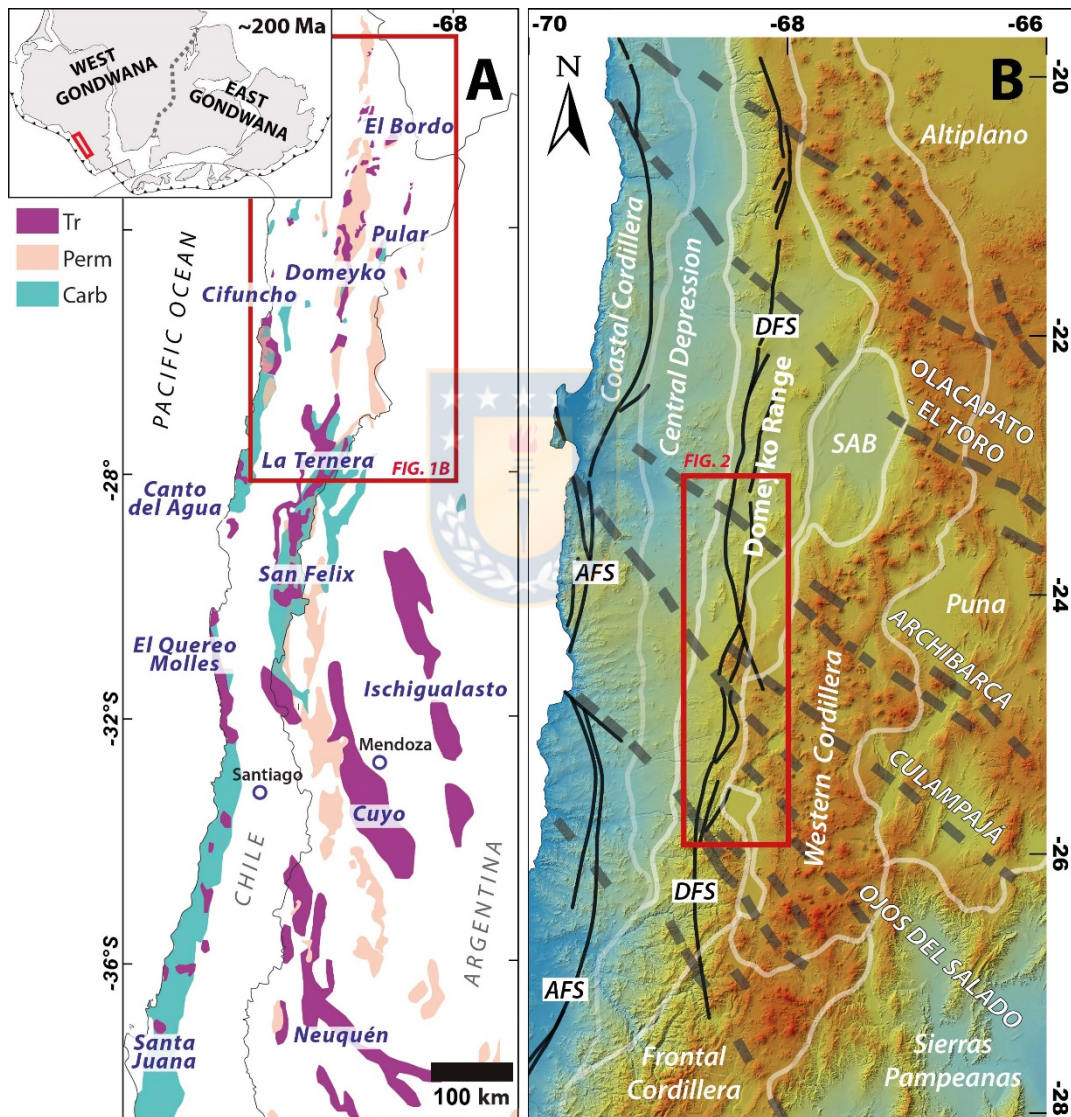 ~200 Ma
WEST
GONDWANA
EAST
GONDWANA
-68
A
Tr
Perm
Carb
PACIFIC OCEAN
El Bordo
Pular
Domeyko
Cifuncho
La Ternera
FIG. 1B
-28°
Canto
del Agua
San Felix
El Quereo
Molles
Ischigualasto
-32°S
Mendoza
Santiago
Cuyo
CHILE
ARGENTINA
-36°S
Neuquén
Santa
Juana
100 km
-70
-68
-66
B
N
-20
Altiplano
Coastal Cordillera
Central Depression
DFS
Domeyko Range
-22
OLACAPATO
- EL TORO
SAB
FIG. 2
AFS
-24
Puna
ARCHIBARCA
Western Cordillera
CULAMPAJÁ
-26
DFS
OJOS DEL SALADO
AFS
Frontal
Cordillera
Sierras
Pampeanas
-28